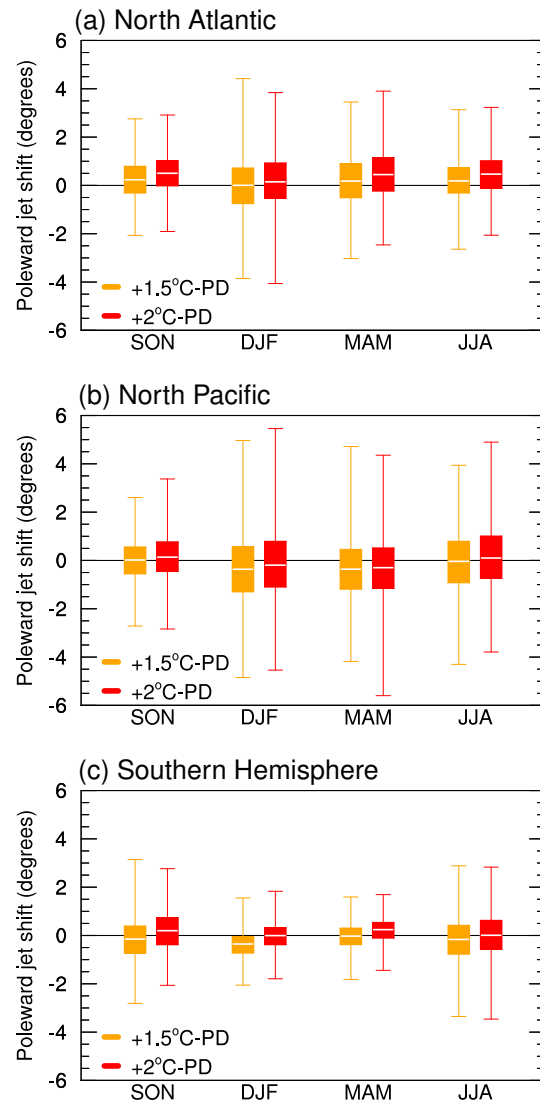 (a) North Atlantic
Poleward jet shift (degrees)
6
4
2
0
-2
-4
-6
+1.5°C-PD
+2°C-PD
SON DJF MAM JJA
(b) North Pacific
Poleward jet shift (degrees)
6
4
2
0
-2
-4
-6
+1.5°C-PD
+2°C-PD
SON DJF MAM JJA
(c) Southern Hemisphere
Poleward jet shift (degrees)
6
4
2
0
-2
-4
-6
+1.5°C-PD
+2°C-PD
SON DJF MAM JJA